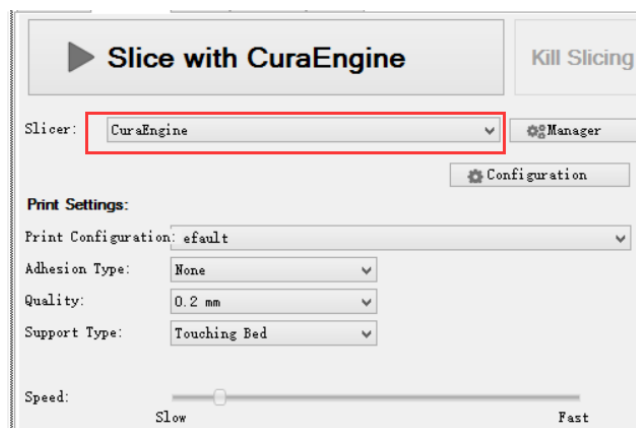 Slice with CuraEngine
Kill Slicing
Slicer: CuraEngine Manager
Configuration
Print Settings:
Print Configuration: efault
Adhesion Type: None
Quality: 0.2 mm
Support Type: Touching Bed
Speed:
Slow Fast